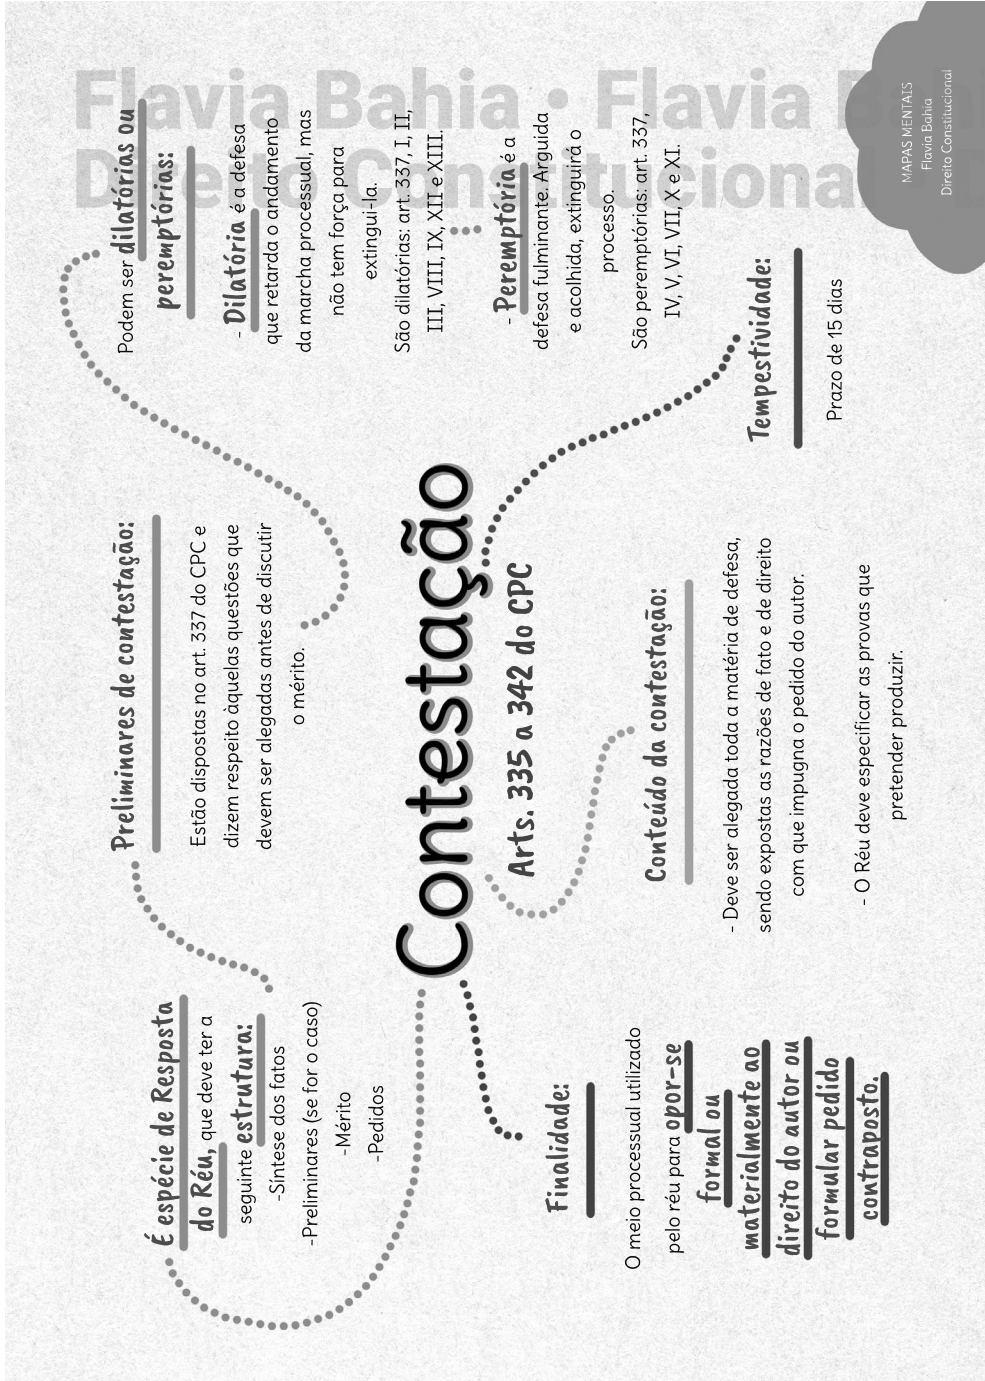 Flavia Bahia • Flavia Bahia
Direito Constitucional
MAPAS MENTAIS
Flavia Bahia
Direito Constitucional
Contestação
Arts. 335 a 342 do CPC
É espécie de Resposta
do Réu, que deve ter a
seguinte estrutura:
-Síntese dos fatos
-Preliminares (se for o caso)
-Mérito
-Pedidos
Preliminares de contestação:
Estão dispostas no art. 337 do CPC e
dizem respeito àquelas questões que
devem ser alegadas antes de discutir
o mérito.
Podem ser dilatórias ou
peremptórias:
- Dilatória é a defesa
que retarda o andamento
da marcha processual, mas
não tem força para
extingui-la.
São dilatórias: art. 337, I, II,
III, VIII, IX, XII e XIII.
- Peremptória é a
defesa fulminante. Arguida
e acolhida, extinguirá o
processo.
São peremptórias: art. 337,
IV, V, VI, VII, X e XI.
Finalidade:
O meio processual utilizado
pelo réu para opor-se
formal ou
materialmente ao
direito do autor ou
formular pedido
contraposto.
Conteúdo da contestação:
- Deve ser alegada toda a matéria de defesa,
sendo expostas as razões de fato e de direito
com que impugna o pedido do autor.
- O Réu deve especificar as provas que
pretender produzir.
Tempestividade:
Prazo de 15 dias